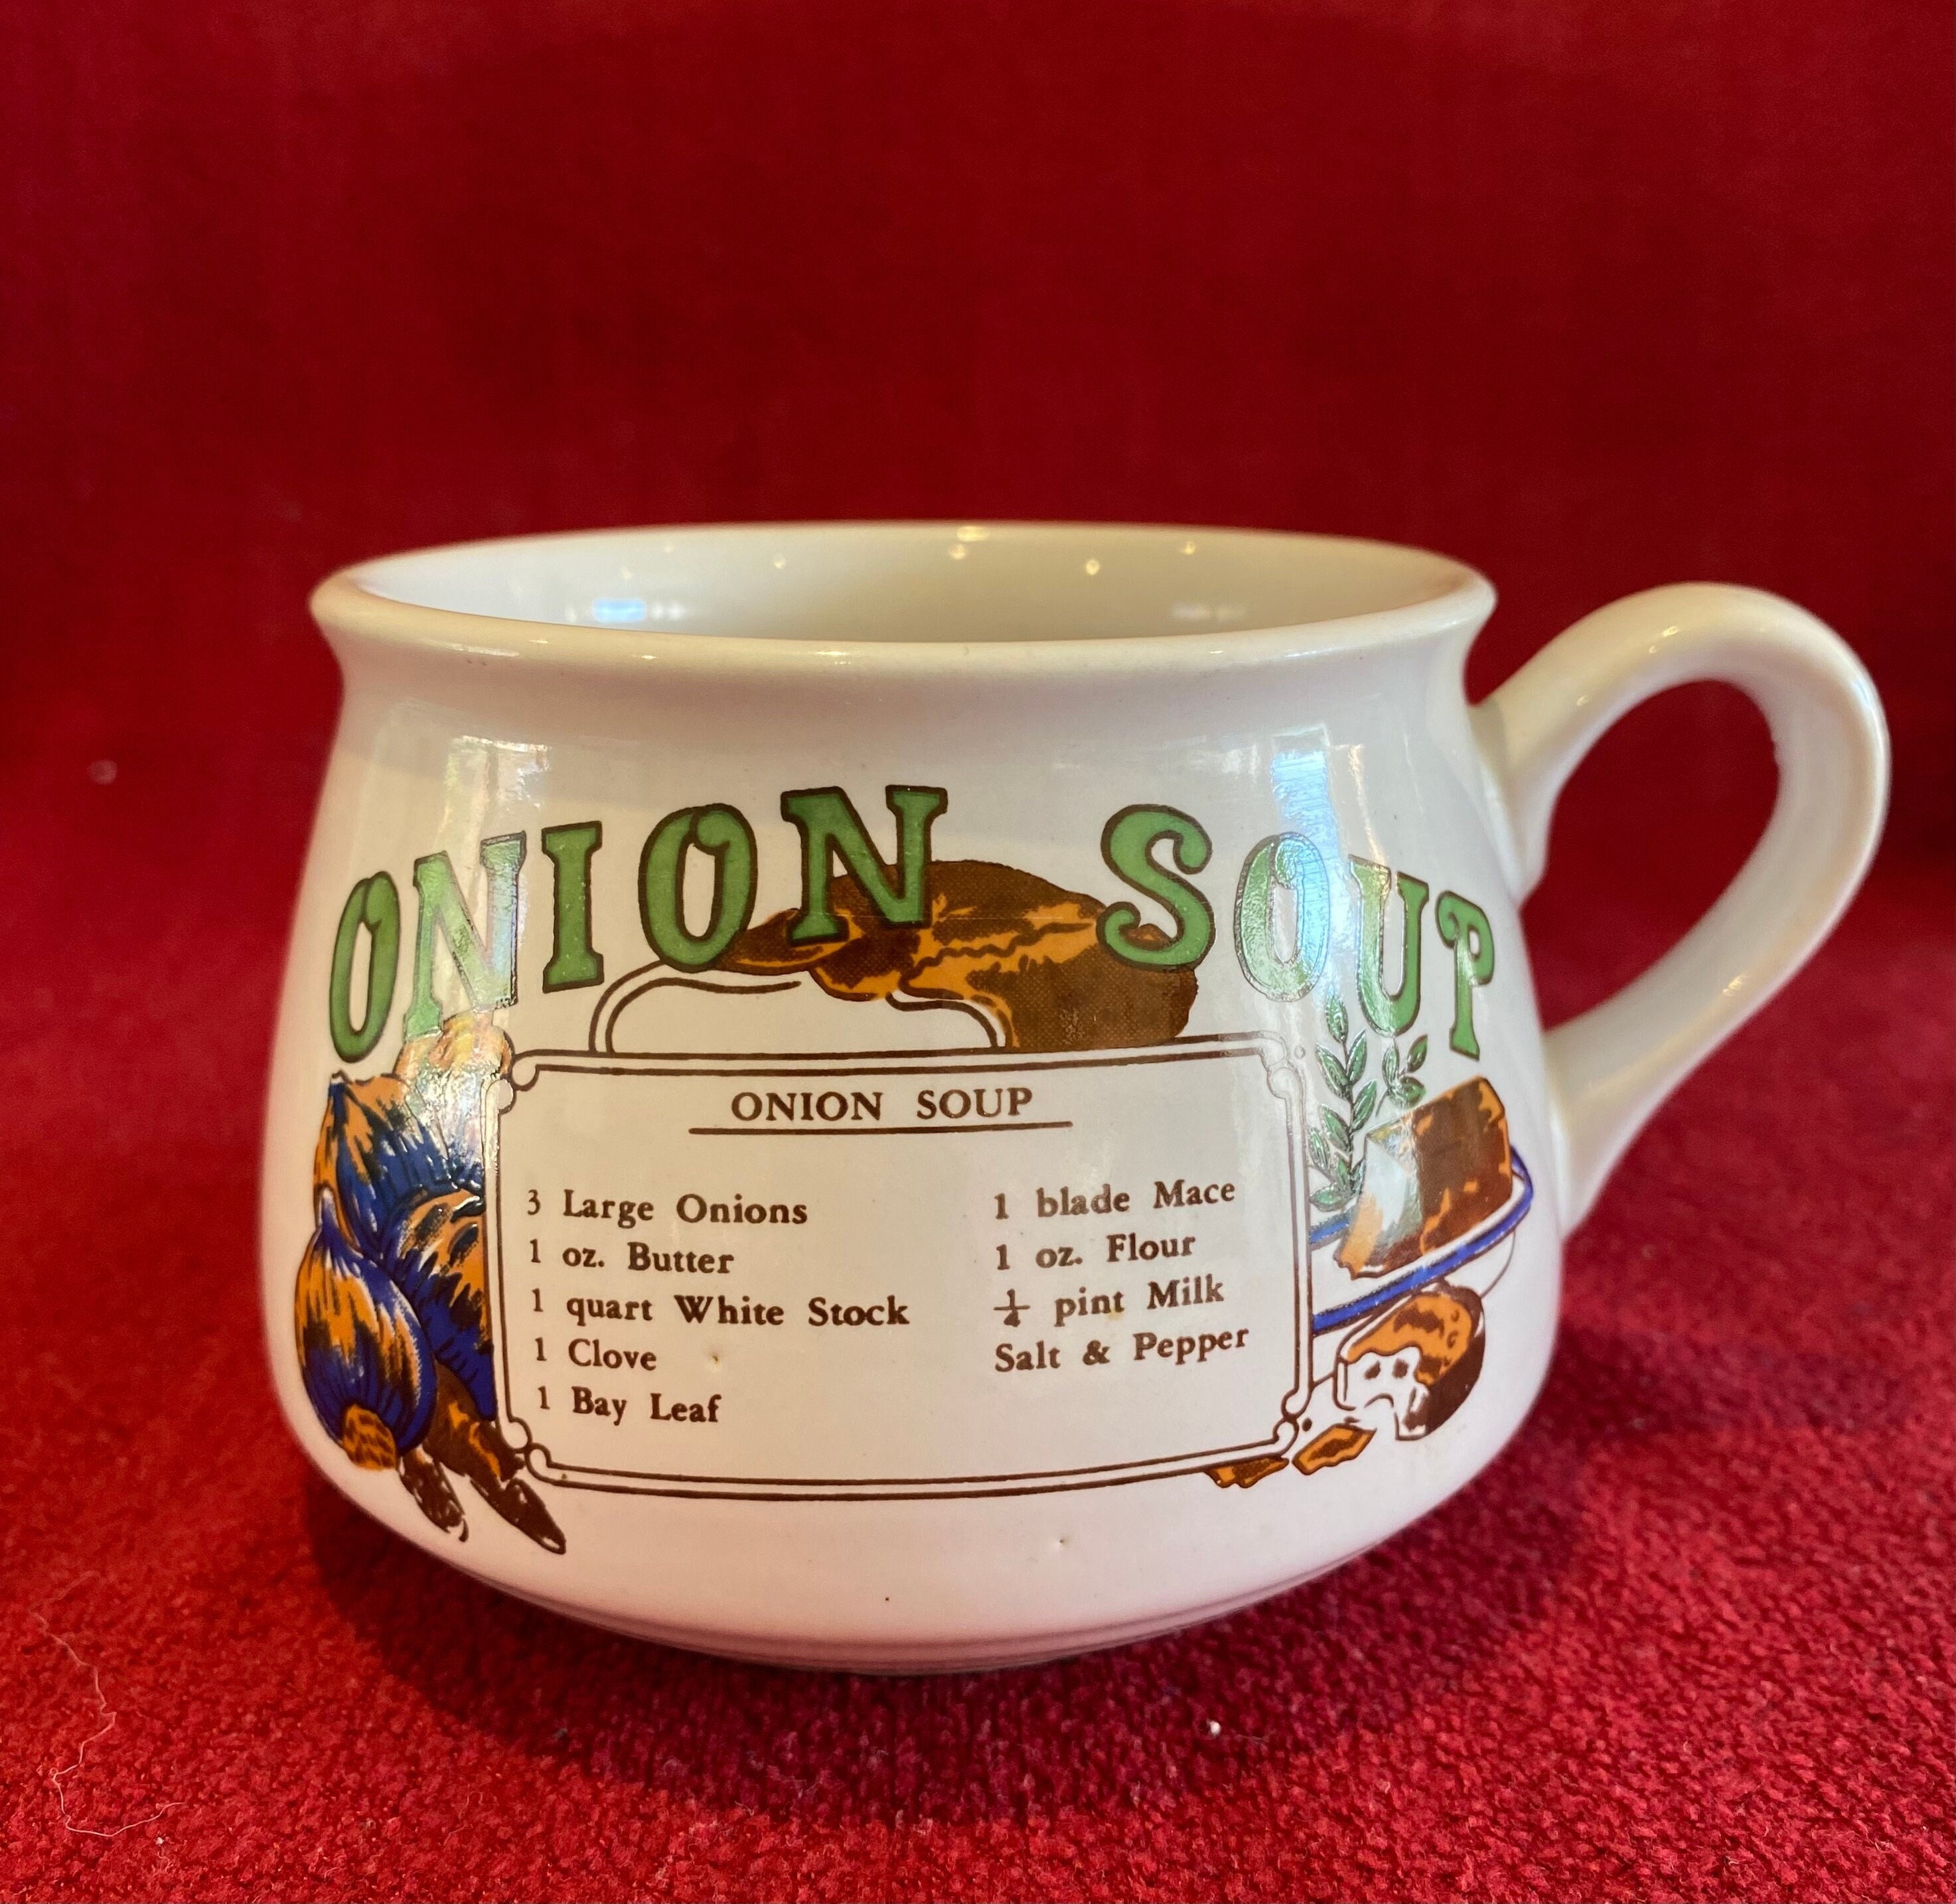 ONION SOUP
ONION SOUP
3 Large Onions
1 oz. Butter
1 quart White Stock
1 Clove
1 Bay Leaf
1 blade Mace
1 oz. Flour
¼ pint Milk
Salt & Pepper